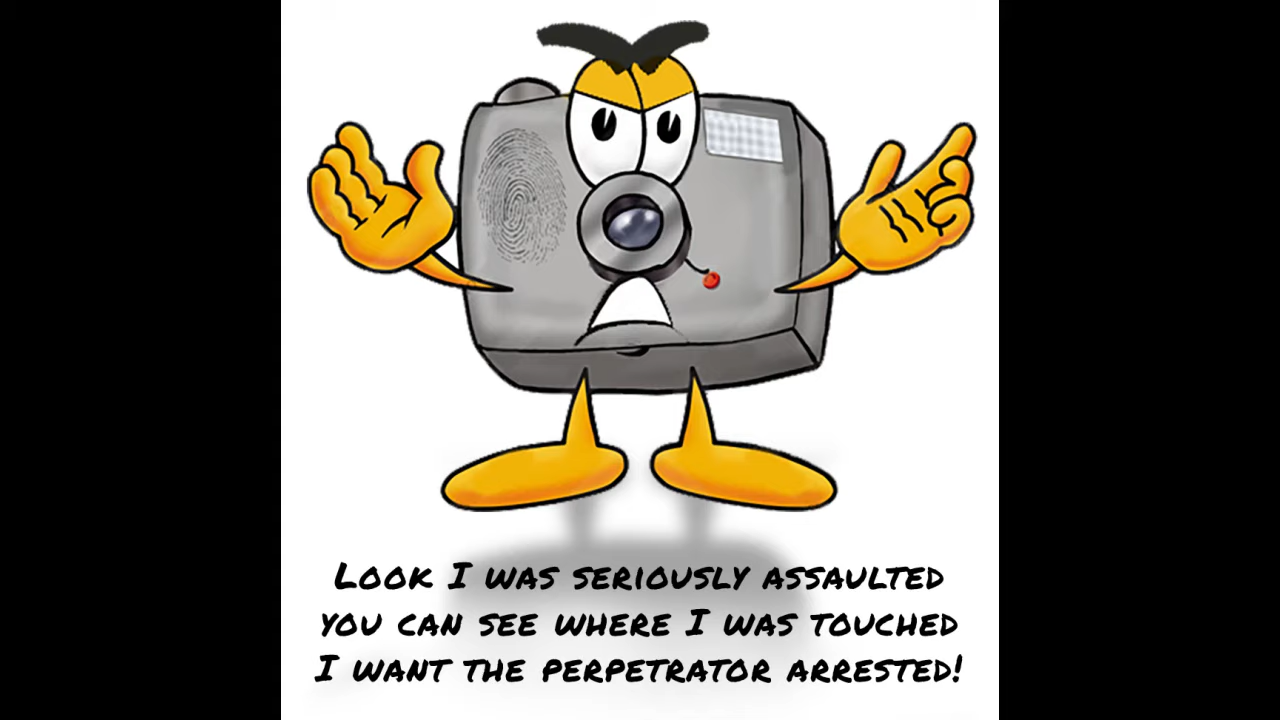 Look I was seriously assaulted
you can see where I was touched
I want the perpetrator arrested!